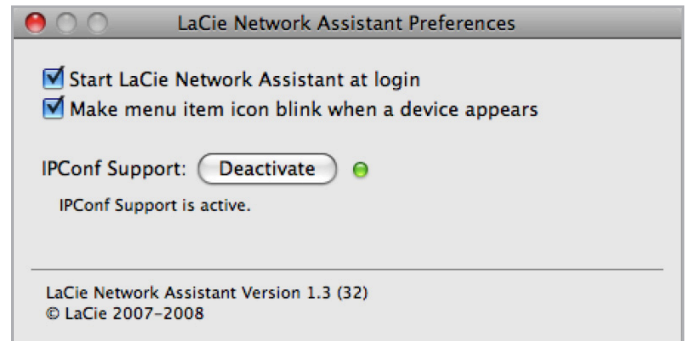 LaCie Network Assistant Preferences
Start LaCie Network Assistant at login
Make menu item icon blink when a device appears
IPConf Support: Deactivate
IPConf Support is active.
LaCie Network Assistant Version 1.3 (32)
© LaCie 2007–2008